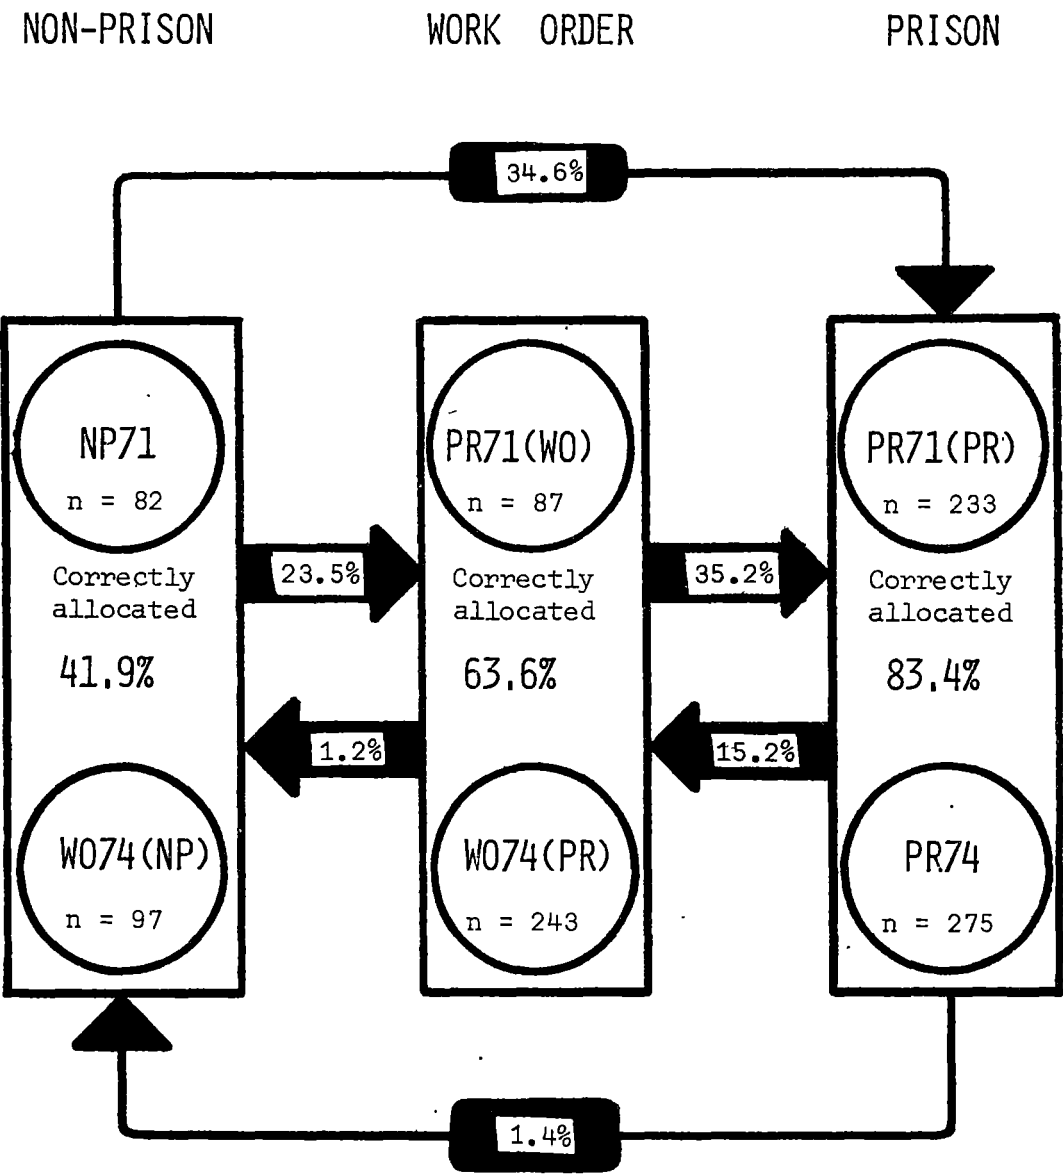 NON-PRISON WORK ORDER PRISON
34.6%
NP71
n = 82
PR71(WO)
n = 87
PR71(PR)
n = 233
Correctly
allocated
41.9%
23.5%
Correctly
allocated
63.6%
35.2%
Correctly
allocated
83.4%
1.2%
15.2%
WO74(NP)
n = 97
WO74(PR)
n = 243
PR74
n = 275
1.4%